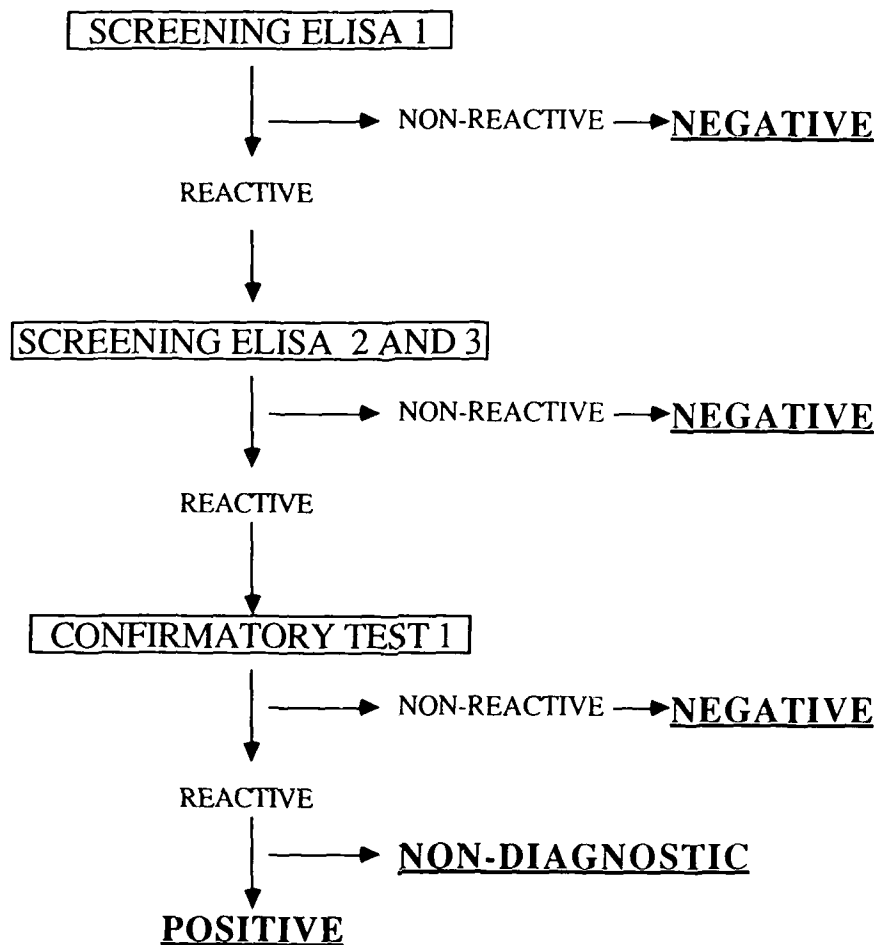 SCREENING ELISA 1
NON-REACTIVE
NEGATIVE
REACTIVE
SCREENING ELISA 2 AND 3
NON-REACTIVE
NEGATIVE
REACTIVE
CONFIRMATORY TEST 1
NON-REACTIVE
NEGATIVE
REACTIVE
NON-DIAGNOSTIC
POSITIVE